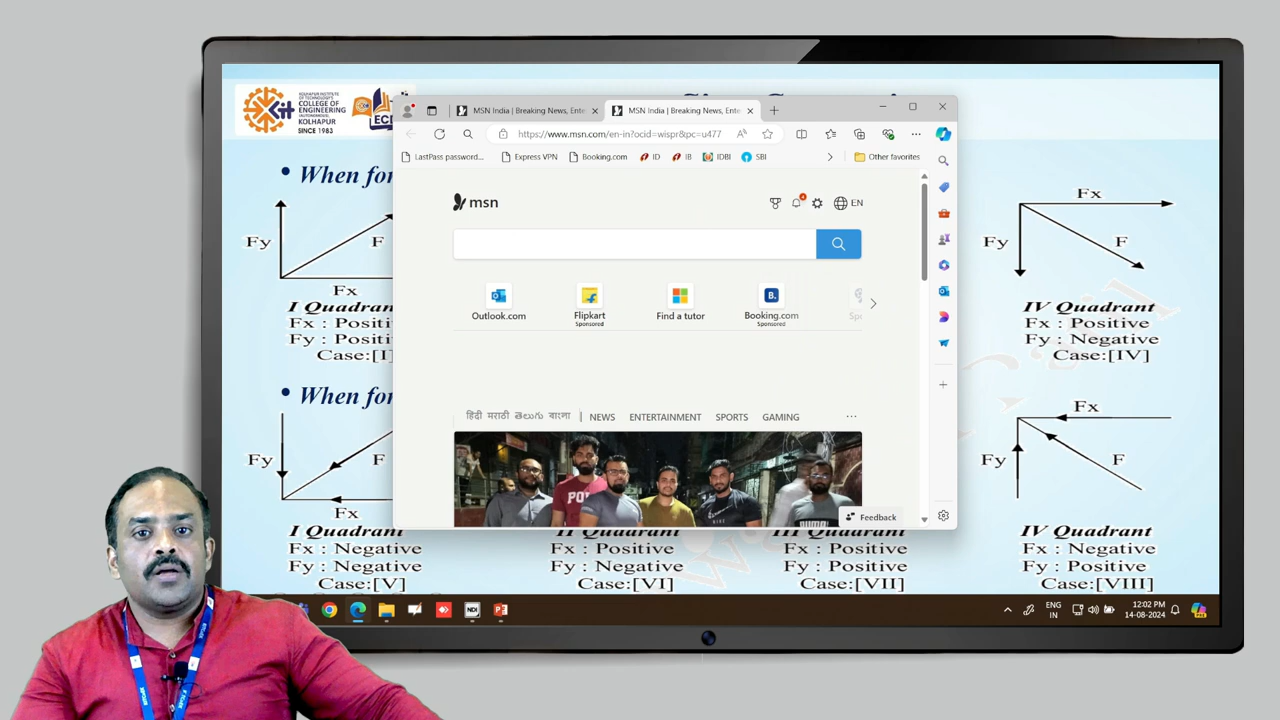 KOLHAPUR INSTITUTE
OF TECHNOLOGY'S
COLLEGE OF
ENGINEERING
(AUTONOMOUS),
KOLHAPUR
SINCE 1983
MSN India | Breaking News, Ente
MSN India | Breaking News, Ente
https://www.msn.com/en-in?ocid=wispr&pc=u477
LastPass password...
Express VPN
Booking.com
ID
IB
IDBI
SBI
Other favorites
msn
EN
Outlook.com
Flipkart
Sponsored
Find a tutor
Booking.com
Sponsored
हिंदी मराठी తెలుగు বাংলা
NEWS
ENTERTAINMENT
SPORTS
GAMING
Feedback
• When for
Fy
F
Fx
I Quadrant
Fx : Positi
Fy : Positi
Case:[I]
Fx
Fy
F
IV Quadrant
Fx : Positive
Fy : Negative
Case:[IV]
• When for
Fy
F
Fx
I Quadrant
Fx : Negative
Fy : Negative
Case:[V]
Fx : Positive
Fy : Negative
Case:[VI]
Fx : Positive
Fy : Positive
Case:[VII]
Fx
Fy
F
IV Quadrant
Fx : Negative
Fy : Positive
Case:[VIII]
ENG
IN
12:02 PM
14-08-2024